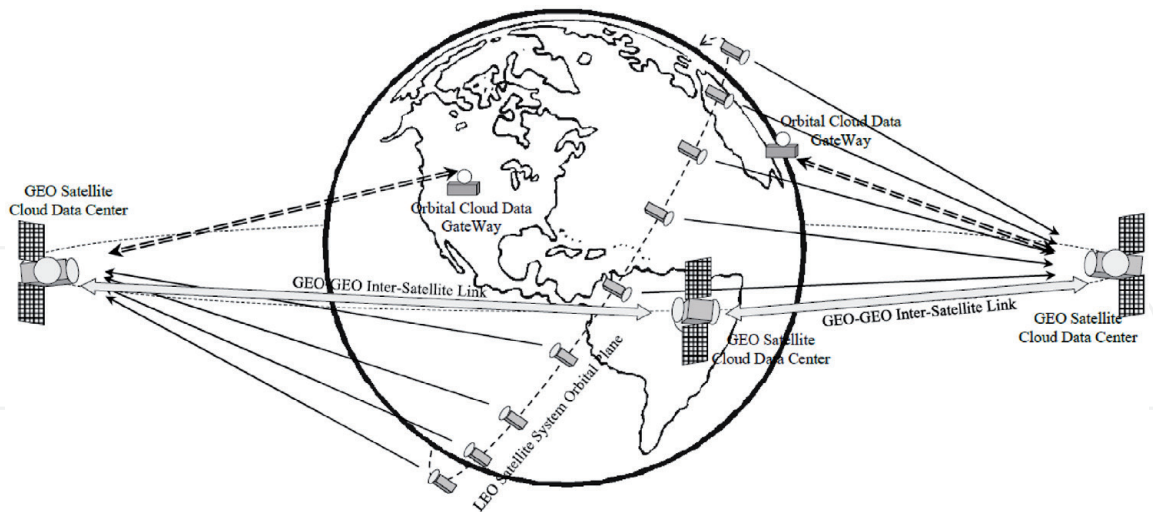 Orbital Cloud Data
GateWay
GEO Satellite
Cloud Data Center
Orbital Cloud Data
GateWay
GEO-GEO Inter-Satellite Link
GEO-GEO Inter-Satellite Link
GEO Satellite
Cloud Data Center
GEO Satellite
Cloud Data Center
LEO Satellite System Orbital Plane